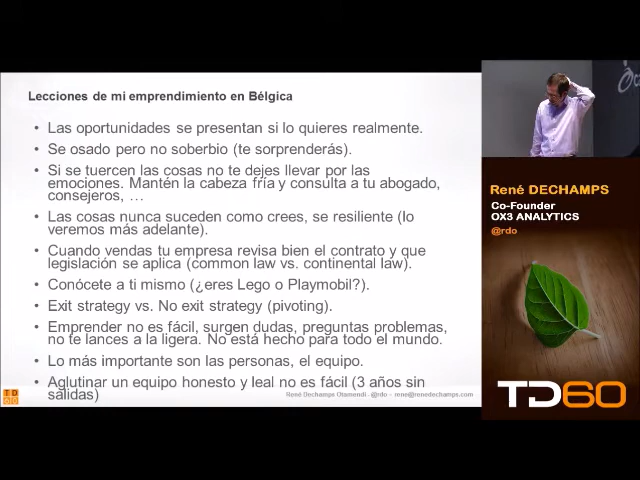 Lecciones de mi emprendimiento en Bélgica
• Las oportunidades se presentan si lo quieres realmente.
• Se osado pero no soberbio (te sorprenderás).
• Si se tuercen las cosas no te dejes llevar por las
emociones. Mantén la cabeza fría y consulta a tu abogado,
consejeros, …
• Las cosas nunca suceden como crees, se resiliente (lo
veremos más adelante).
• Cuando vendas tu empresa revisa bien el contrato y que
legislación se aplica (common law vs. continental law).
• Conócete a ti mismo (¿eres Lego o Playmobil?).
• Exit strategy vs. No exit strategy (pivoting).
• Emprender no es fácil, surgen dudas, preguntas problemas,
no te lances a la ligera. No está hecho para todo el mundo.
• Lo más importante son las personas, el equipo.
• Aglutinar un equipo honesto y leal no es fácil (3 años sin
salidas)
René Dechamps Otamendi - @rdo – rene@renedechamps.com
TD
60
René DECHAMPS
Co-Founder
OX3 ANALYTICS
@rdo
TD60